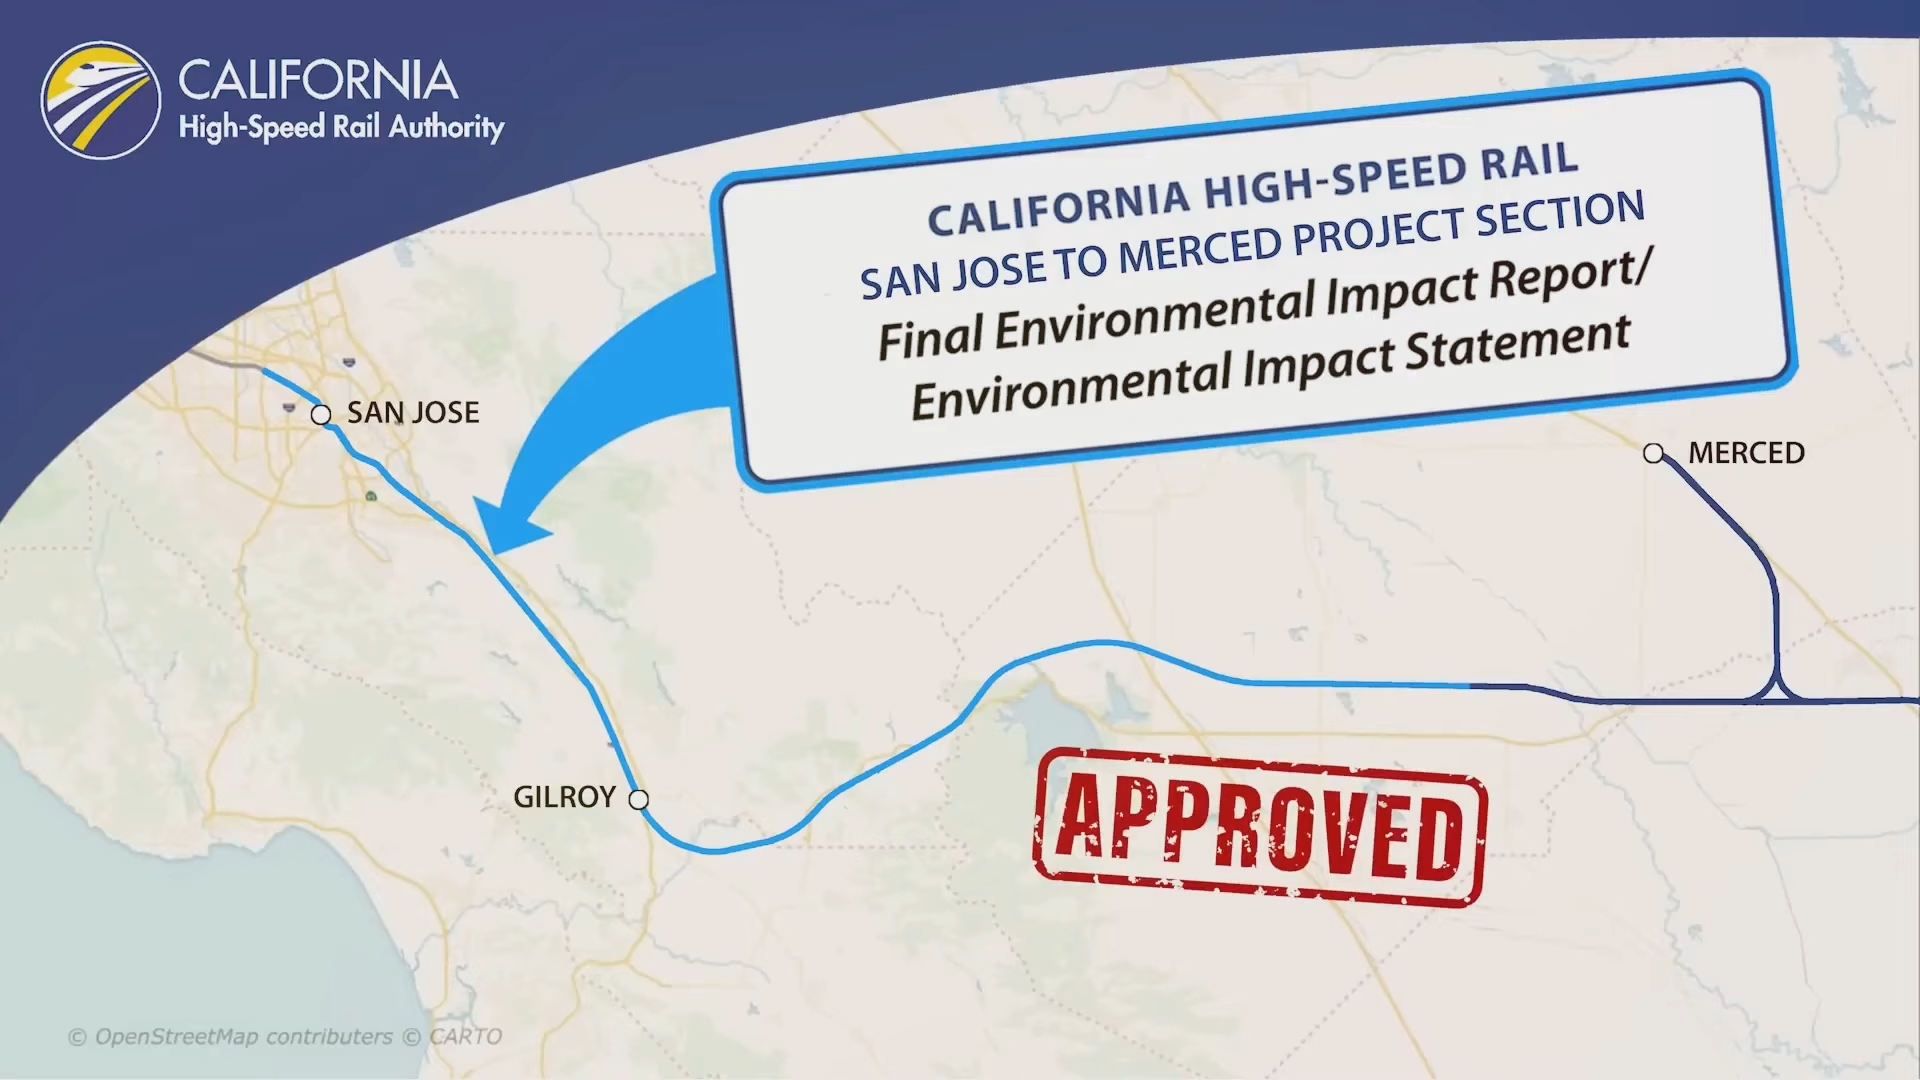 CALIFORNIA
High-Speed Rail Authority
CALIFORNIA HIGH-SPEED RAIL
SAN JOSE TO MERCED PROJECT SECTION
Final Environmental Impact Report/
Environmental Impact Statement
SAN JOSE
MERCED
GILROY
APPROVED
© OpenStreetMap contributers © CARTO